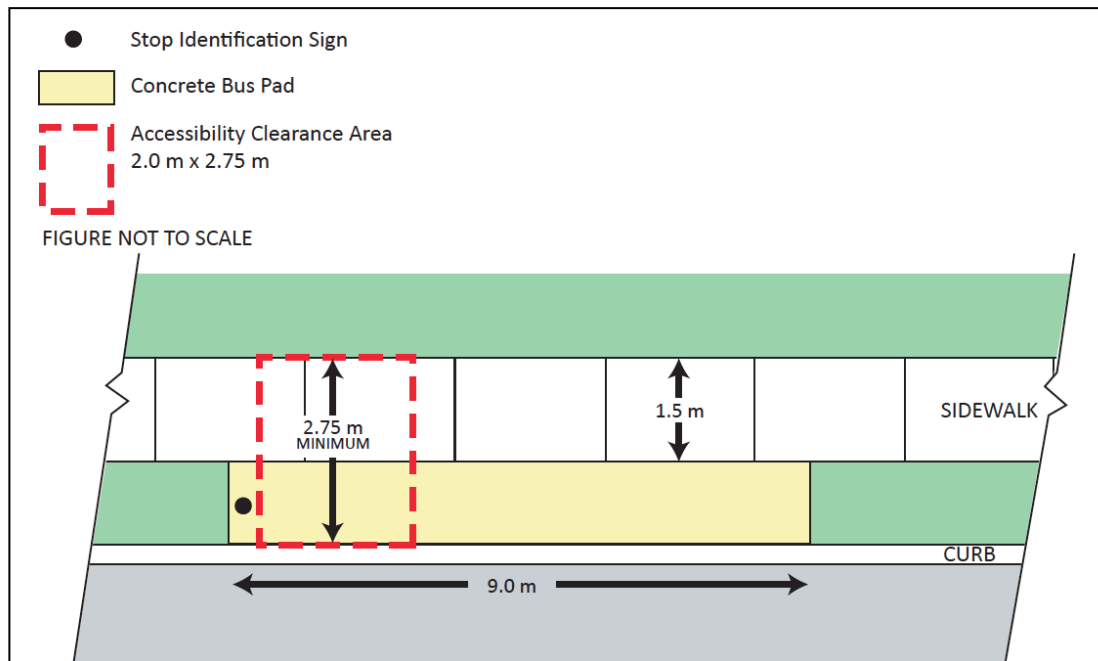 Stop Identification Sign
Concrete Bus Pad
Accessibility Clearance Area
2.0 m x 2.75 m
FIGURE NOT TO SCALE
2.75 m
MINIMUM
1.5 m
SIDEWALK
CURB
9.0 m